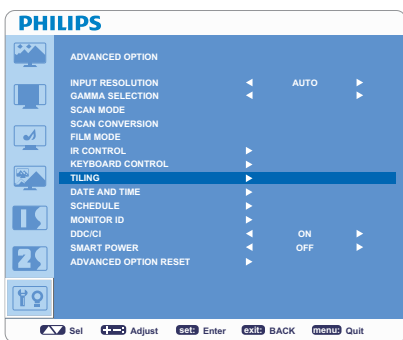 PHILIPS
ADVANCED OPTION
INPUT RESOLUTION AUTO
GAMMA SELECTION
SCAN MODE
SCAN CONVERSION
FILM MODE
IR CONTROL
KEYBOARD CONTROL
TILING
DATE AND TIME
SCHEDULE
MONITOR ID
DDC/CI ON
SMART POWER OFF
ADVANCED OPTION RESET
Sel Adjust set: Enter exit: BACK menu: Quit